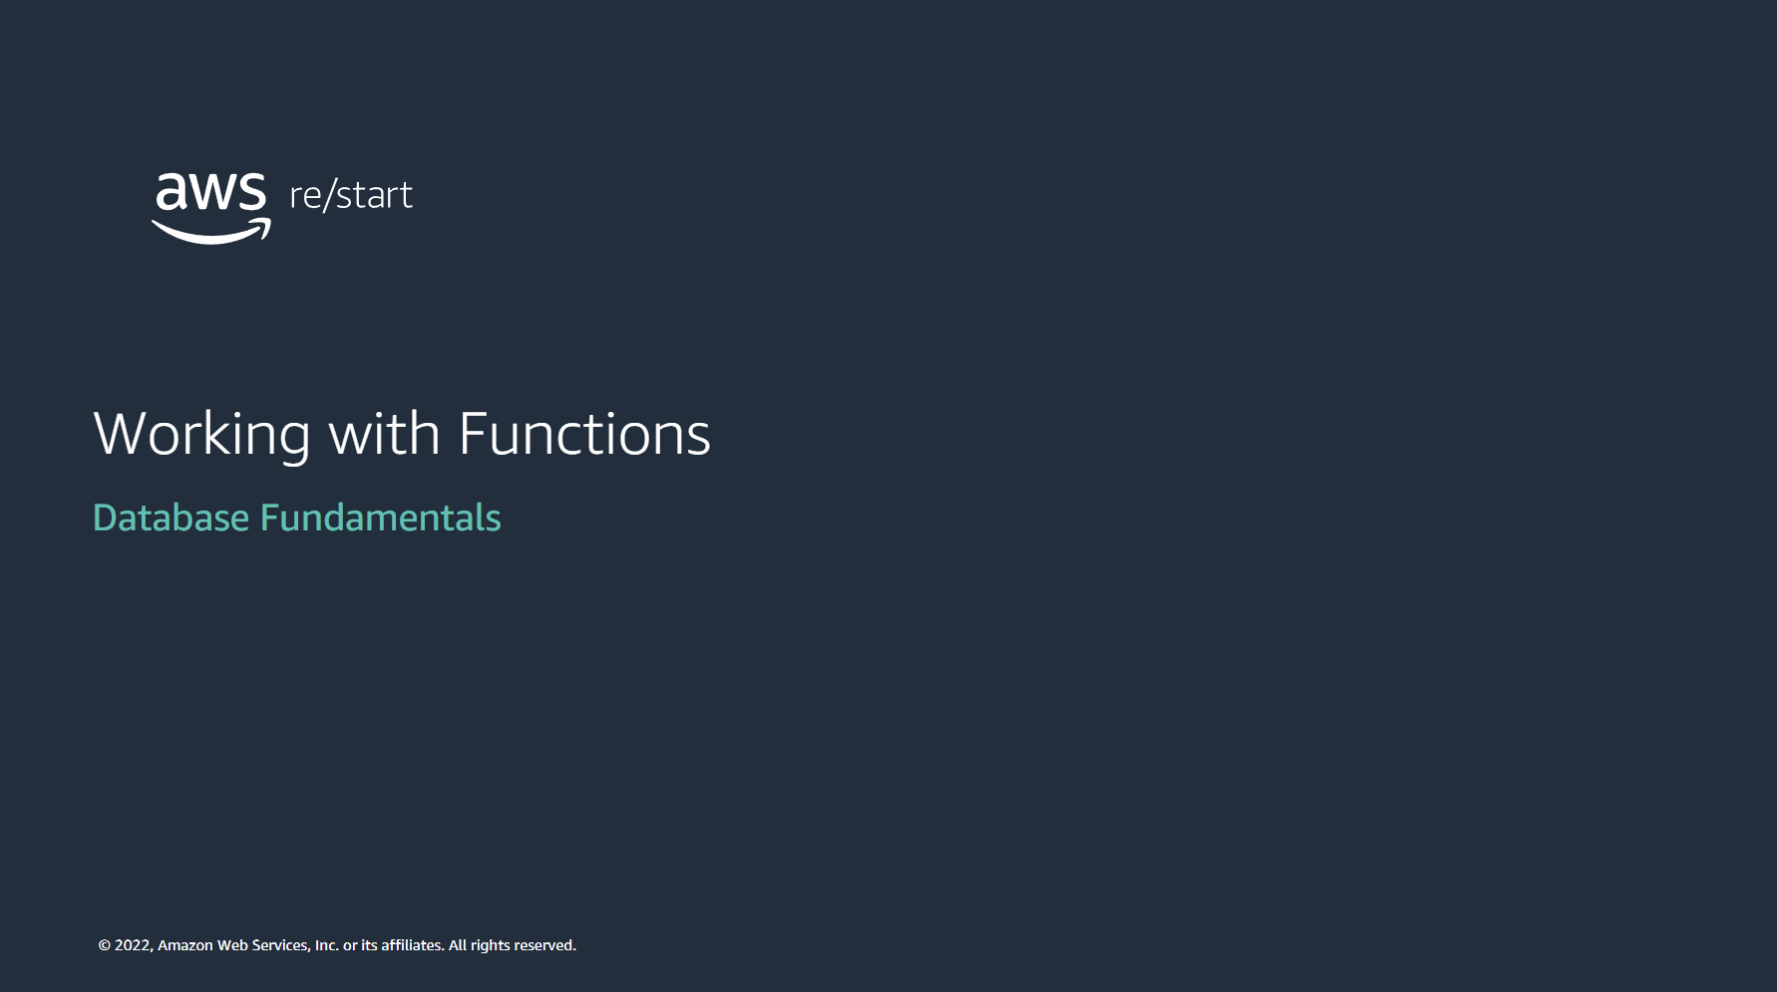 aws re/start
Working with Functions
Database Fundamentals
© 2022, Amazon Web Services, Inc. or its affiliates. All rights reserved.